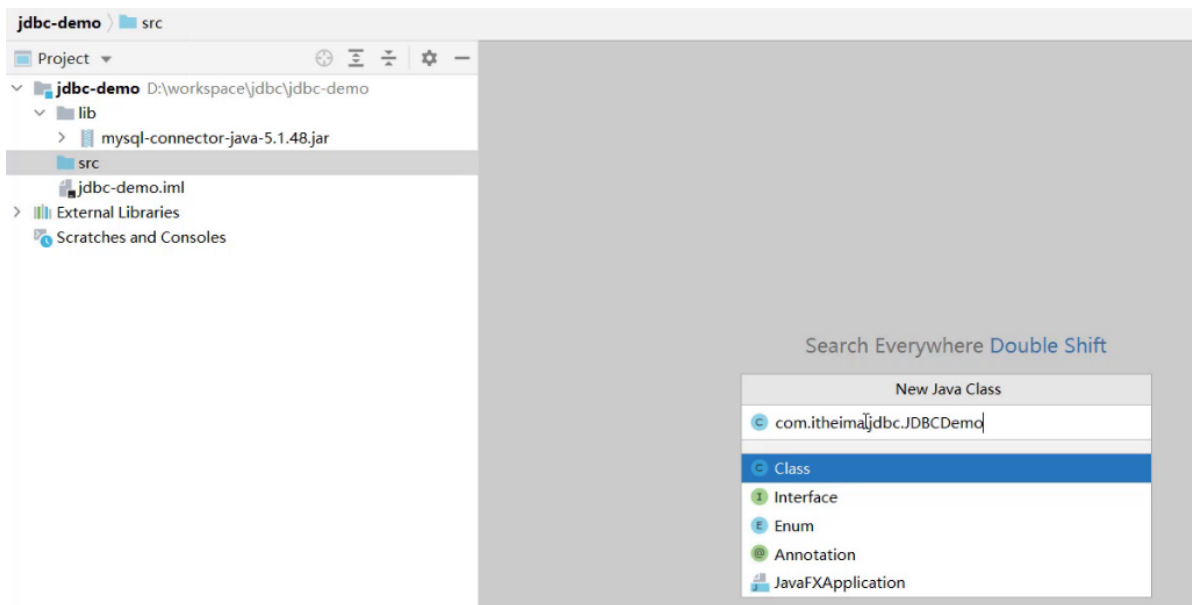 jdbc-demo src
Project
jdbc-demo D:\workspace\jdbc\jdbc-demo
lib
mysql-connector-java-5.1.48.jar
src
jdbc-demo.iml
External Libraries
Scratches and Consoles
Search Everywhere Double Shift
New Java Class
com.itheima.jdbc.JDBCDemo
Class
Interface
Enum
Annotation
JavaFXApplication